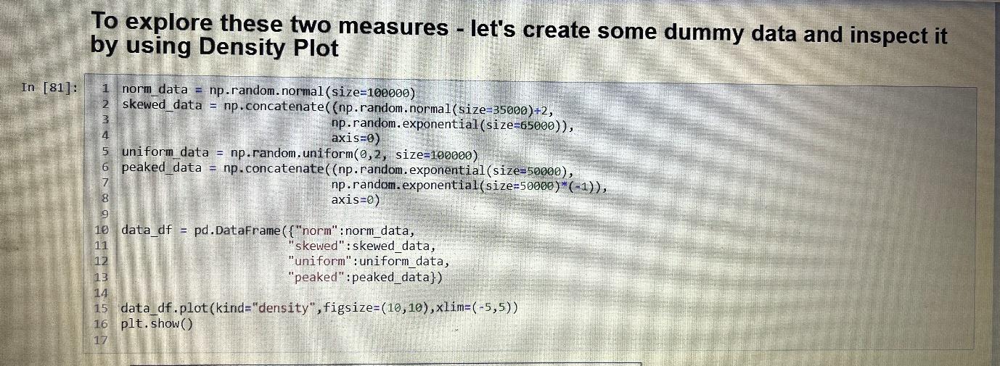 To explore these two measures - let's create some dummy data and inspect it
by using Density Plot
In [81]:
1 norm_data = np.random.normal(size=100000)
2 skewed_data = np.concatenate((np.random.normal(size=35000)+2,
3 np.random.exponential(size=65000)),
4 axis=0)
5 uniform_data = np.random.uniform(0,2, size=100000)
6 peaked_data = np.concatenate((np.random.exponential(size=50000),
7 np.random.exponential(size=50000)*(-1)),
8 axis=0)
9
10 data_df = pd.DataFrame({"norm":norm_data,
11 "skewed":skewed_data,
12 "uniform":uniform_data,
13 "peaked":peaked_data})
14
15 data_df.plot(kind="density",figsize=(10,10),xlim=(-5,5))
16 plt.show()
17